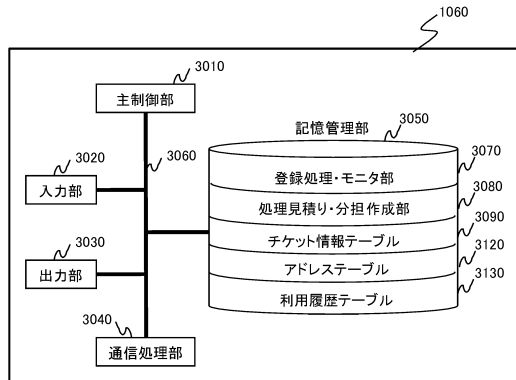 1060
3010
主制御部
3050
記憶管理部
3020
3060
3070
登録処理・モニタ部
入力部
3080
処理見積り・分担作成部
3090
チケット情報テーブル
3030
3120
アドレステーブル
出力部
3130
利用履歴テーブル
3040
通信処理部